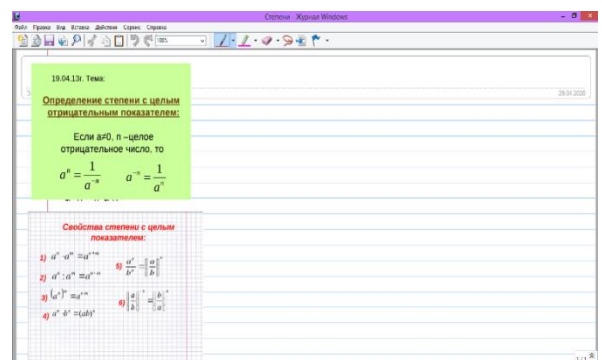 Степени - Журнал Windows
Файл Правка Вид Вставка Действия Сервис Справка
29.04.2020
19.04.13г. Тема:
Определение степени с целым
отрицательным показателем:
Если a≠0, n –целое
отрицательное число, то
aⁿ = 1/a⁻ⁿ a⁻ⁿ = 1/aⁿ
Свойства степени с целым
показателем:
1) aⁿ · aᵐ = aⁿ⁺ᵐ
2) aⁿ : aᵐ = aⁿ⁻ᵐ
3) (aⁿ)ᵐ = aⁿᵐ
4) aⁿ · bⁿ = (ab)ⁿ
5) aⁿ/bⁿ = (a/b)ⁿ
6) (a/b)⁻ⁿ = (b/a)ⁿ
1/1